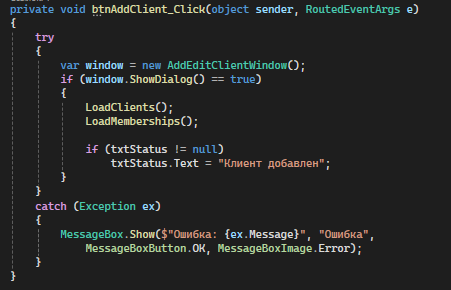 private void btnAddClient_Click(object sender, RoutedEventArgs e)
{
    try
    {
        var window = new AddEditClientWindow();
        if (window.ShowDialog() == true)
        {
            LoadClients();
            LoadMemberships();

            if (txtStatus != null)
                txtStatus.Text = "Клиент добавлен";
        }
    }
    catch (Exception ex)
    {
        MessageBox.Show($"Ошибка: {ex.Message}", "Ошибка",
            MessageBoxButton.OK, MessageBoxImage.Error);
    }
}